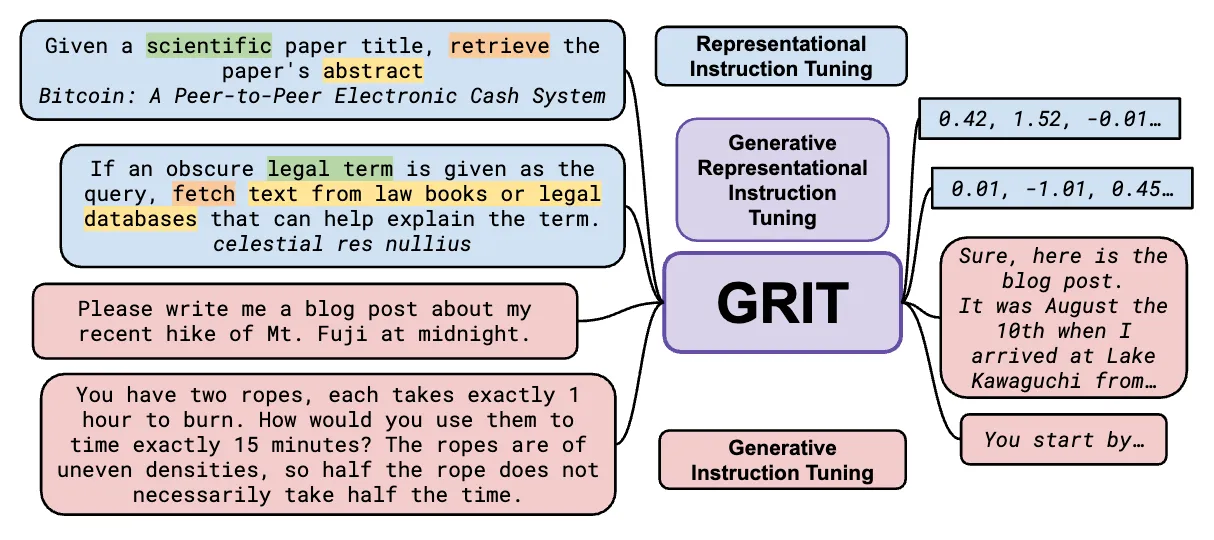 Given a scientific paper title, retrieve the
paper's abstract
Bitcoin: A Peer-to-Peer Electronic Cash System
If an obscure legal term is given as the
query, fetch text from law books or legal
databases that can help explain the term.
celestial res nullius
Please write me a blog post about my
recent hike of Mt. Fuji at midnight.
You have two ropes, each takes exactly 1
hour to burn. How would you use them to
time exactly 15 minutes? The ropes are of
uneven densities, so half the rope does not
necessarily take half the time.
Representational
Instruction Tuning
Generative
Representational
Instruction
Tuning
GRIT
Generative
Instruction Tuning
0.42, 1.52, -0.01…
0.01, -1.01, 0.45…
Sure, here is the
blog post.
It was August the
10th when I
arrived at Lake
Kawaguchi from…
You start by…